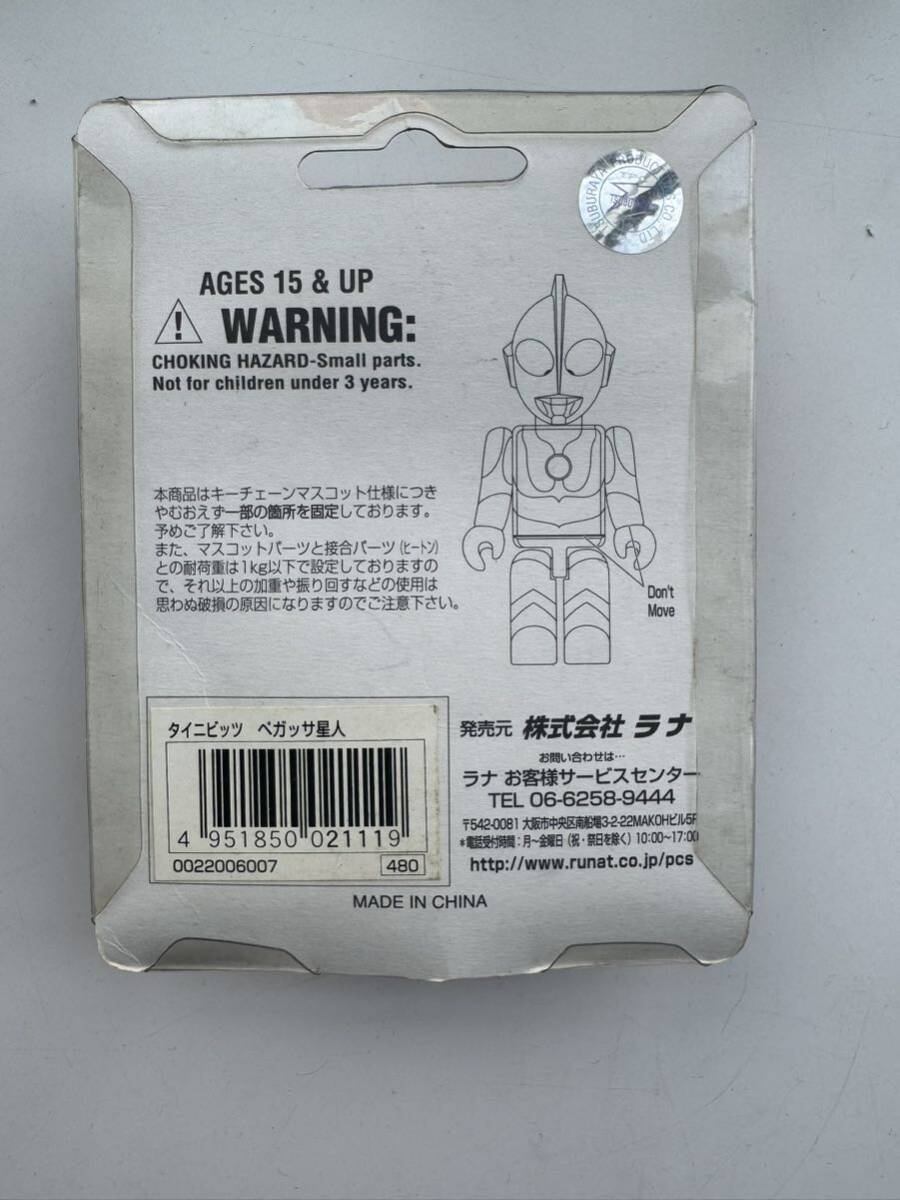 TSUBURAYA PRODUCTIONS CO., LTD.
AGES 15 & UP
WARNING:
CHOKING HAZARD-Small parts.
Not for children under 3 years.
本商品はキーチェーンマスコット仕様につき
やむおえず一部の箇所を固定しております。
予めご了解下さい。
また、マスコットパーツと接合パーツ(ヒートン)
との耐荷重は1kg以下で設定しておりますの
で、それ以上の加重や振り回すなどの使用は
思わぬ破損の原因になりますのでご注意下さい。
Don't
Move
タイニビッツ ペガッサ星人
4 951850 021119
0022006007 480
発売元 株式会社 ラナ
お問い合わせは…
ラナ お客様サービスセンター
TEL 06-6258-9444
〒542-0081 大阪市中央区南船場3-2-22MAKOHビル5F
*電話受付時間:月〜金曜日(祝・祭日を除く)10:00〜17:00
http://www.runat.co.jp/pcs
MADE IN CHINA